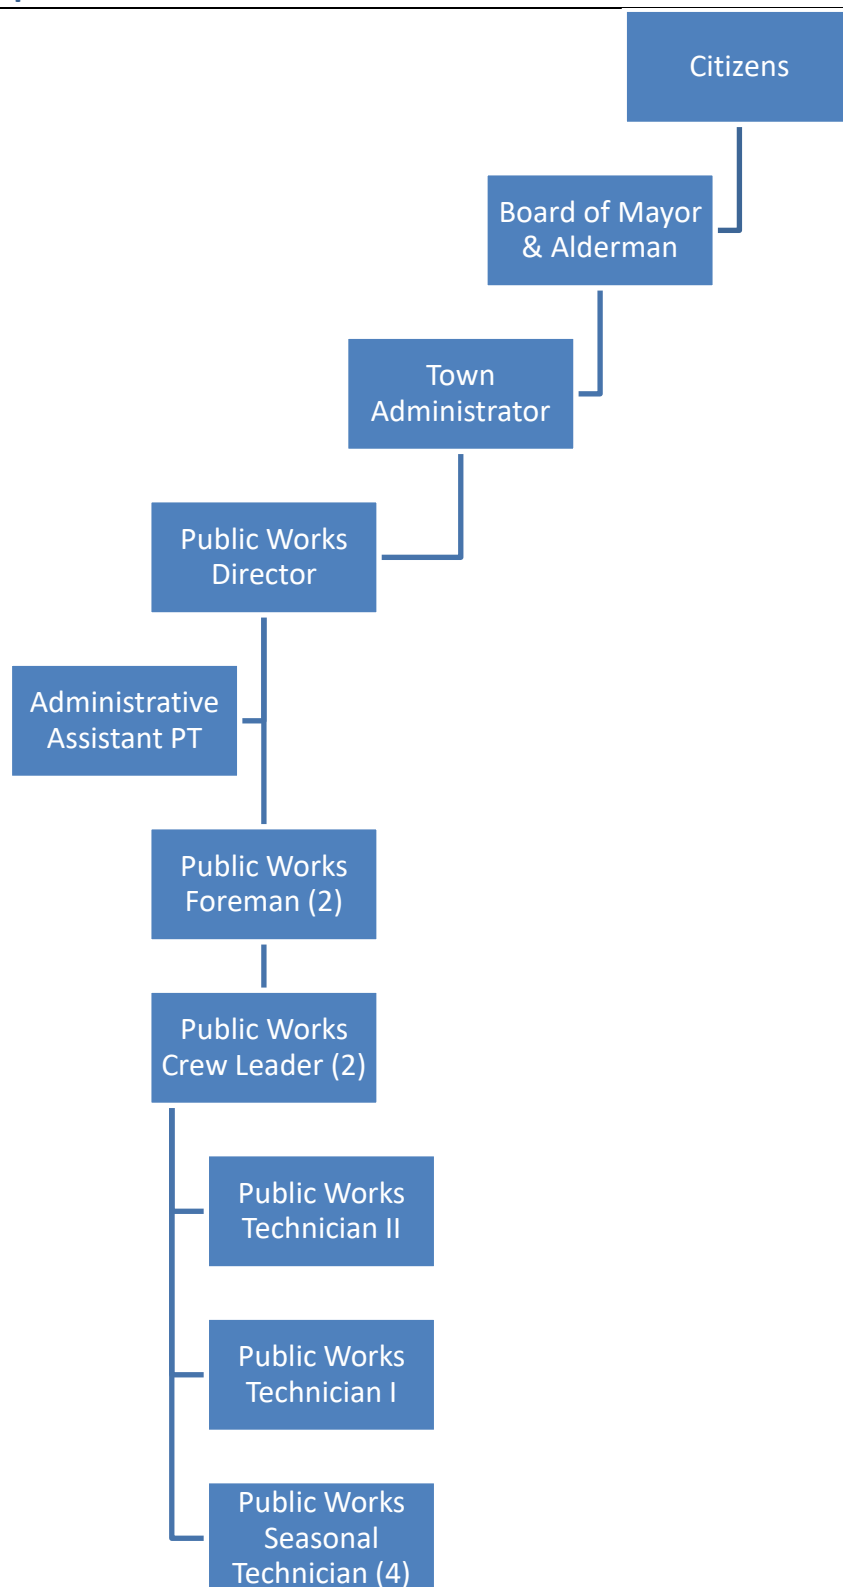 Citizens
Board of Mayor
& Alderman
Town
Administrator
Public Works
Director
Administrative
Assistant PT
Public Works
Foreman (2)
Public Works
Crew Leader (2)
Public Works
Technician II
Public Works
Technician I
Public Works
Seasonal
Technician (4)